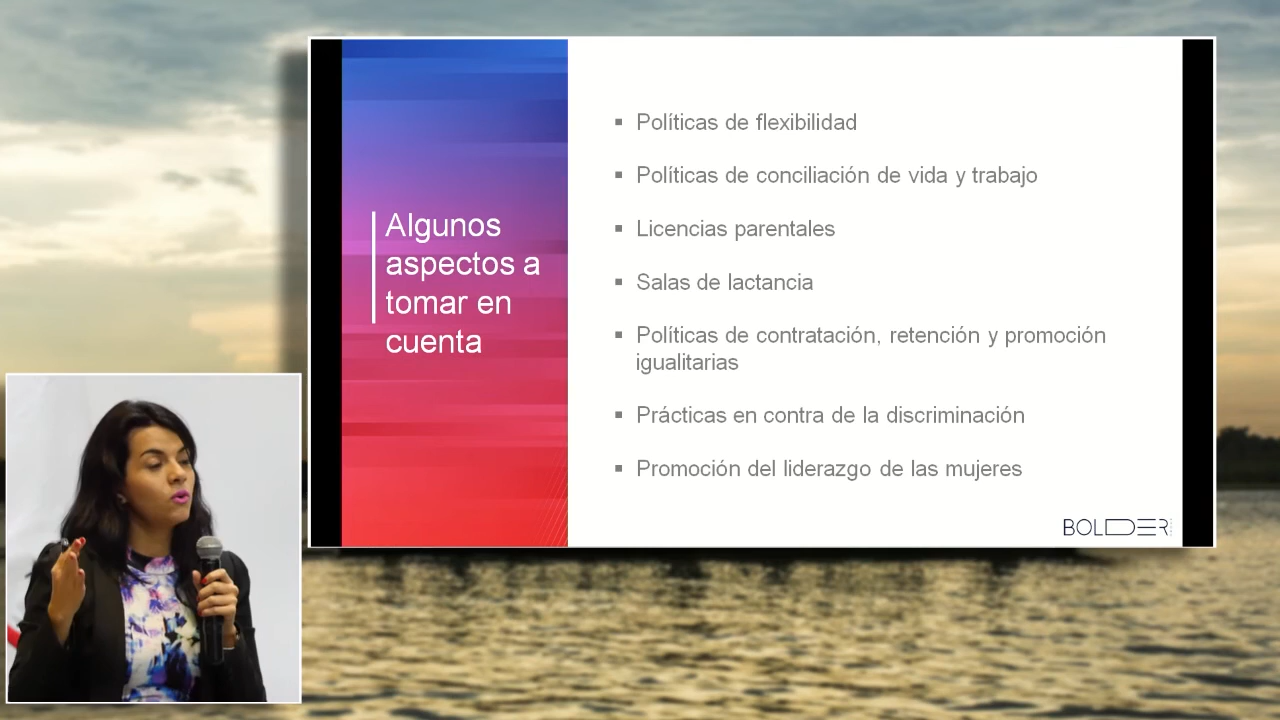 Algunos
aspectos a
tomar en
cuenta
▪ Políticas de flexibilidad
▪ Políticas de conciliación de vida y trabajo
▪ Licencias parentales
▪ Salas de lactancia
▪ Políticas de contratación, retención y promoción
igualitarias
▪ Prácticas en contra de la discriminación
▪ Promoción del liderazgo de las mujeres
BOLDER